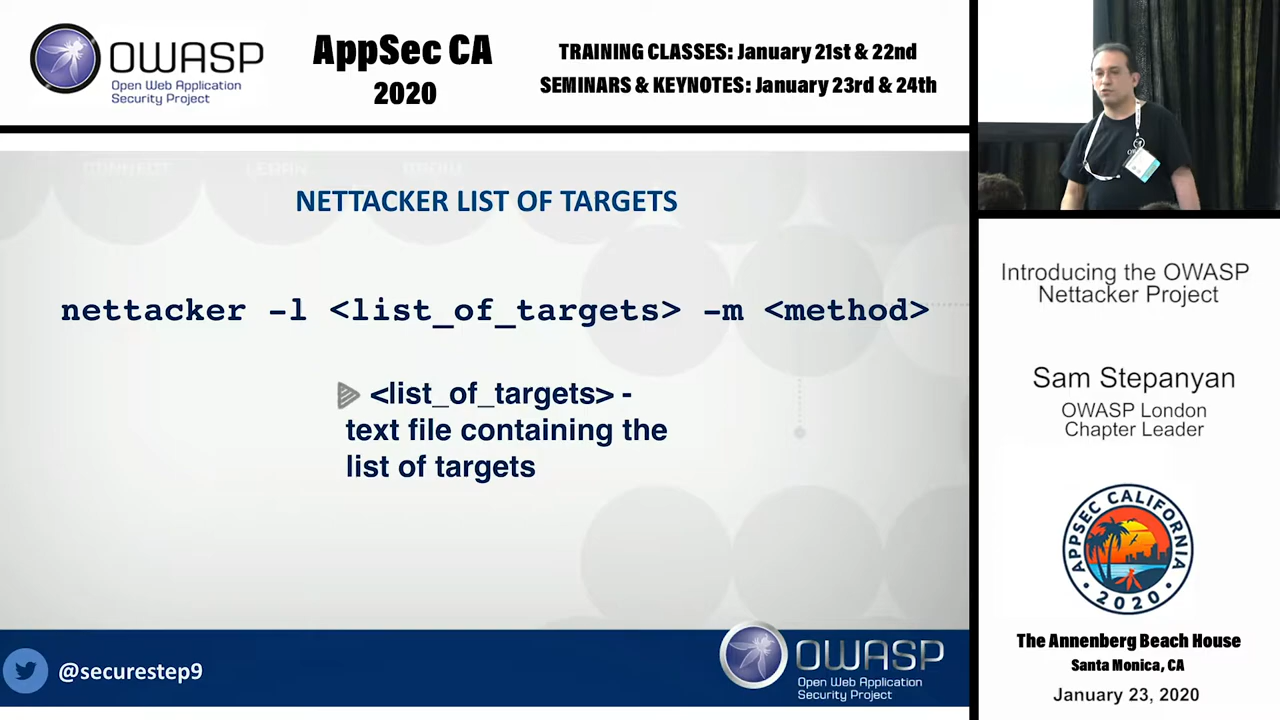 OWASP
Open Web Application
Security Project
AppSec CA
2020
TRAINING CLASSES: January 21st & 22nd
SEMINARS & KEYNOTES: January 23rd & 24th
NETTACKER LIST OF TARGETS
nettacker -l <list_of_targets> -m <method>
<list_of_targets> -
text file containing the
list of targets
@securestep9
OWASP
Open Web Application
Security Project
Introducing the OWASP
Nettacker Project
Sam Stepanyan
OWASP London
Chapter Leader
APPSEC CALIFORNIA
2020
The Annenberg Beach House
Santa Monica, CA
January 23, 2020